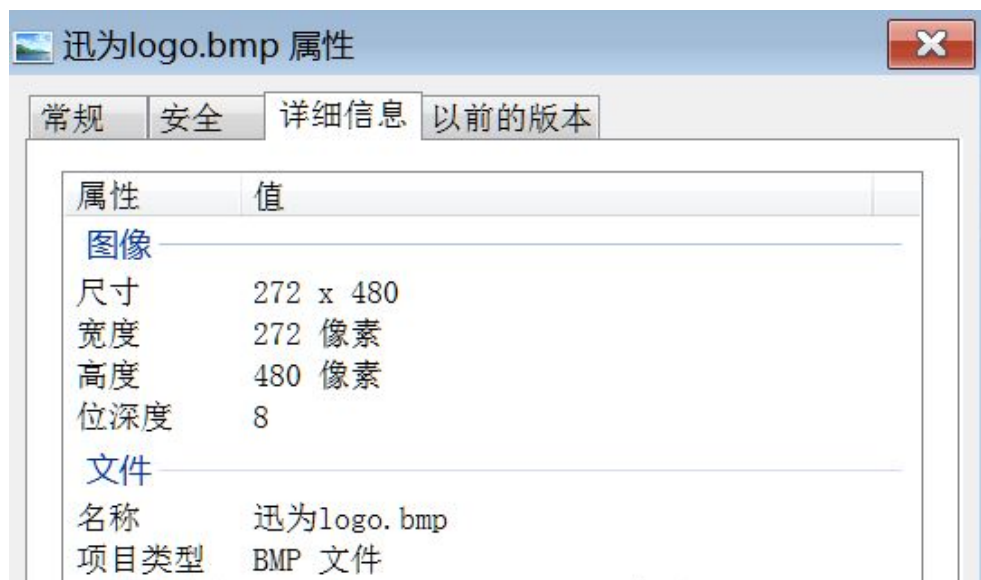 迅为logo.bmp 属性
常规 安全 详细信息 以前的版本
属性 值
图像
尺寸 272 x 480
宽度 272 像素
高度 480 像素
位深度 8
文件
名称 迅为logo.bmp
项目类型 BMP 文件